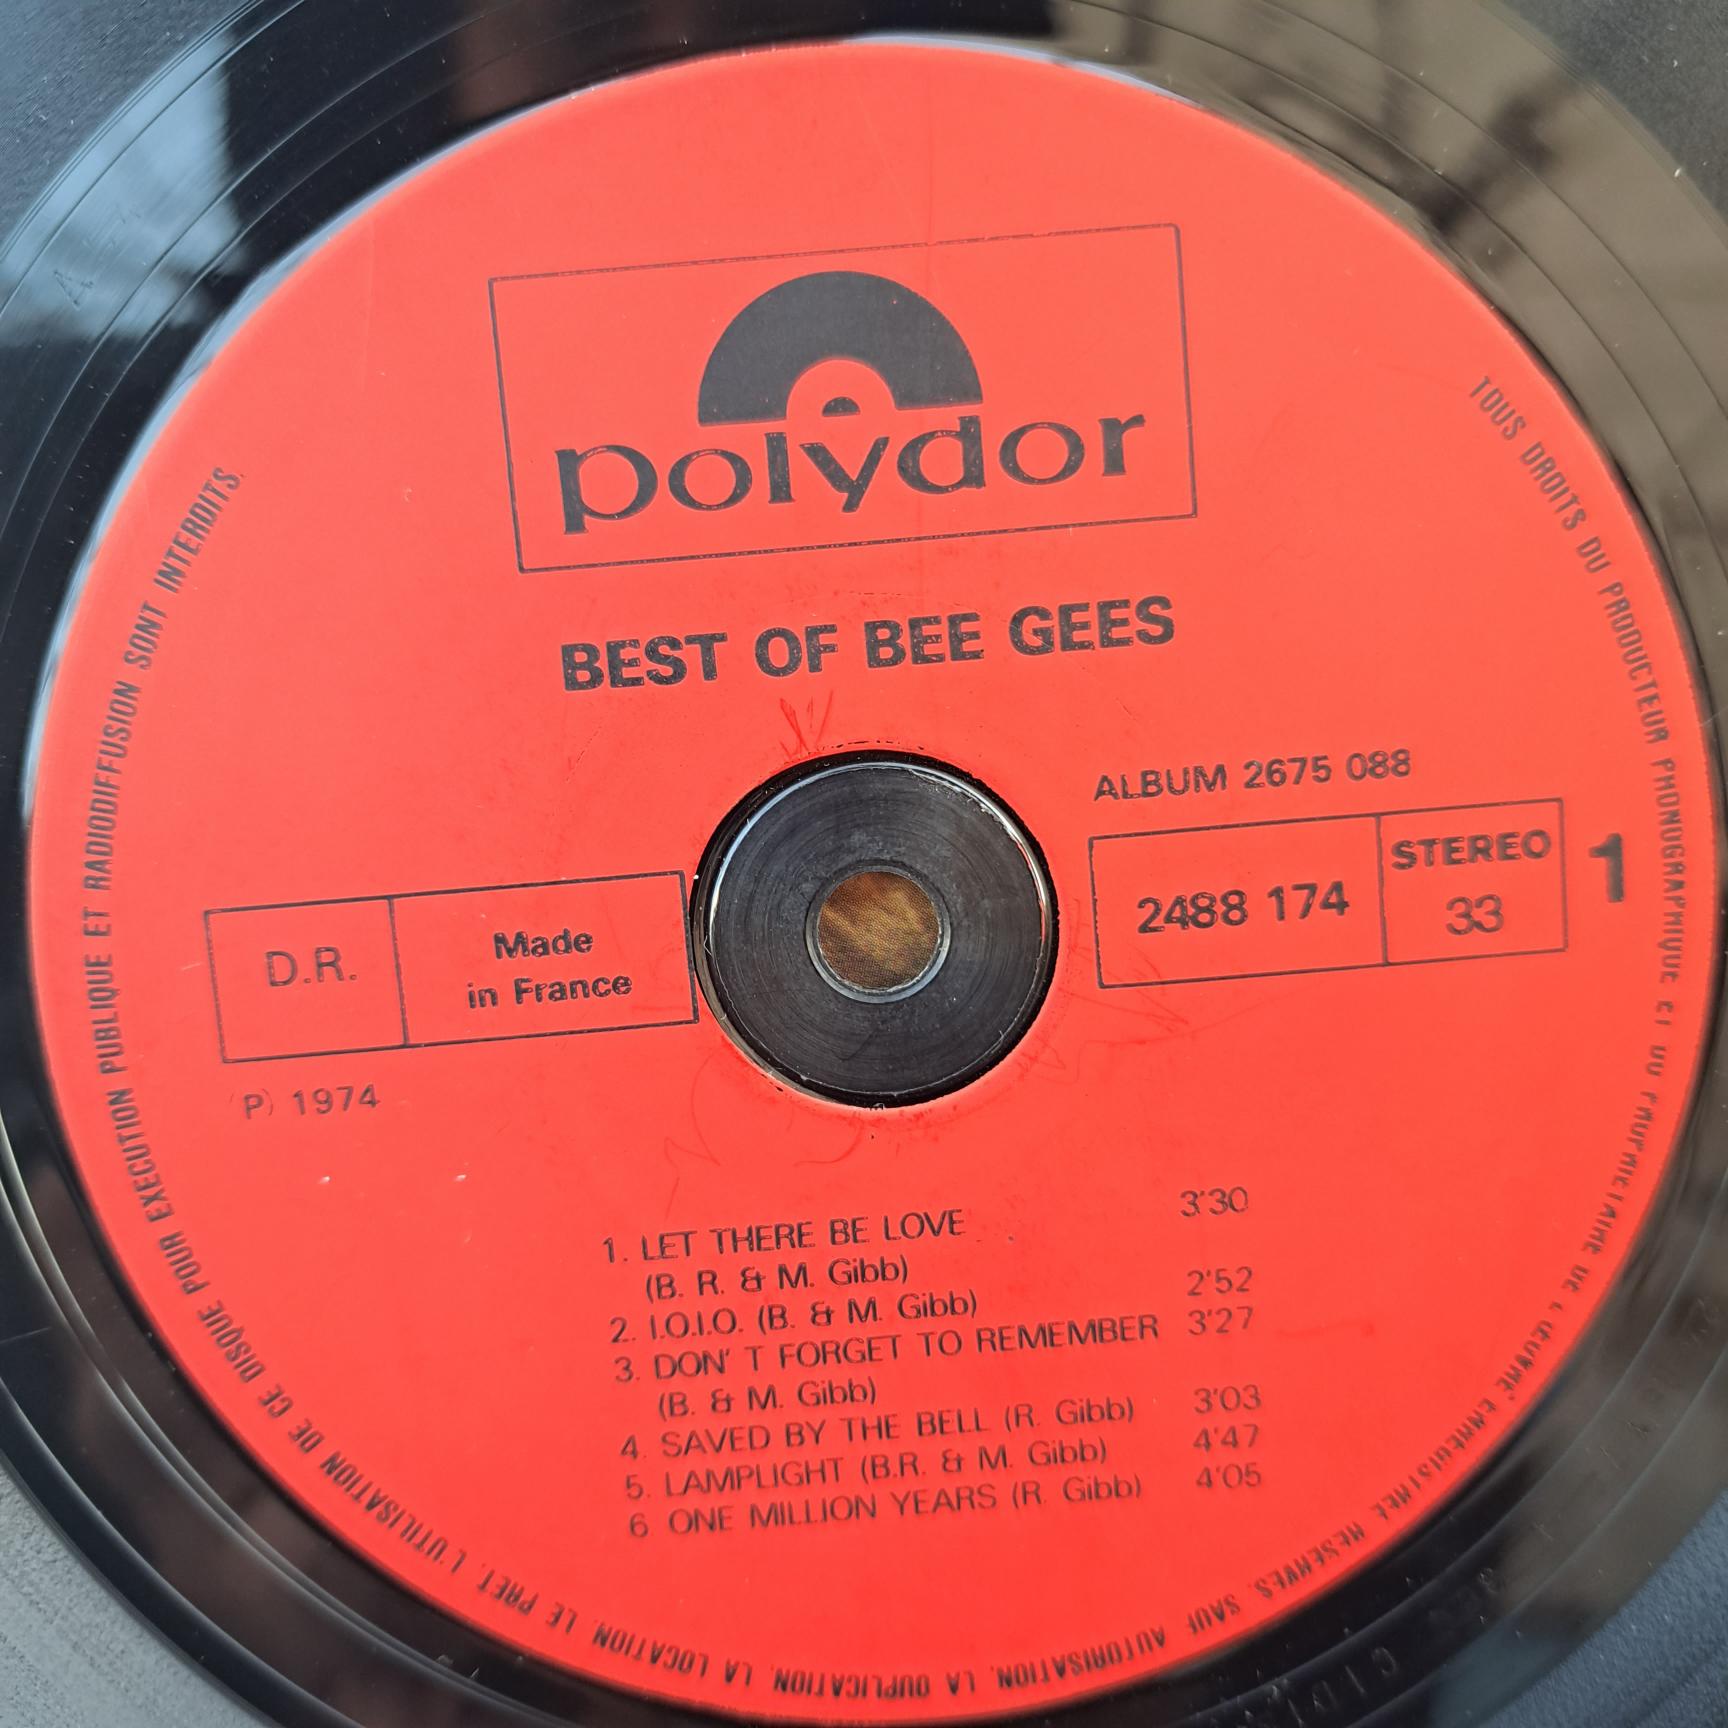 polydor
BEST OF BEE GEES
ALBUM 2675 088
2488 174
STEREO
33
1
D.R.
Made
in France
(P) 1974
1. LET THERE BE LOVE 3'30
(B. R. & M. Gibb)
2. I.O.I.O. (B. & M. Gibb) 2'52
3. DON' T FORGET TO REMEMBER 3'27
(B. & M. Gibb)
4. SAVED BY THE BELL (R. Gibb) 3'03
5. LAMPLIGHT (B.R. & M. Gibb) 4'47
6 ONE MILLION YEARS (R. Gibb) 4'05
TOUS DROITS DU PRODUCTEUR PHONOGRAPHIQUE ET DU PROPRIETAIRE DE L'ŒUVRE ENREGISTREE RESERVES. SAUF AUTORISATION. LA DUPLICATION. LA LOCATION. LE PRET. L'UTILISATION DE CE DISQUE POUR EXECUTION PUBLIQUE ET RADIODIFFUSION SONT INTERDITS.